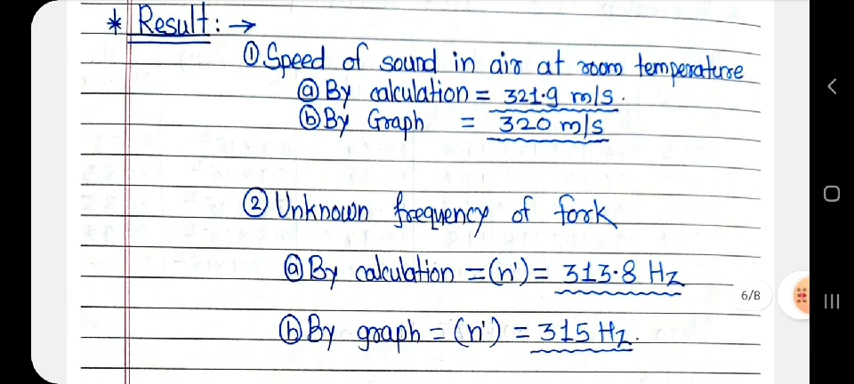 * Result : →
① Speed of sound in air at room temperature
ⓐ By calculation = 321.9 m/s.
ⓑ By Graph = 320 m/s
② Unknown frequency of fork
ⓐ By calculation = (n') = 313.8 Hz
6/8
ⓑ By graph = (n') = 315 Hz.